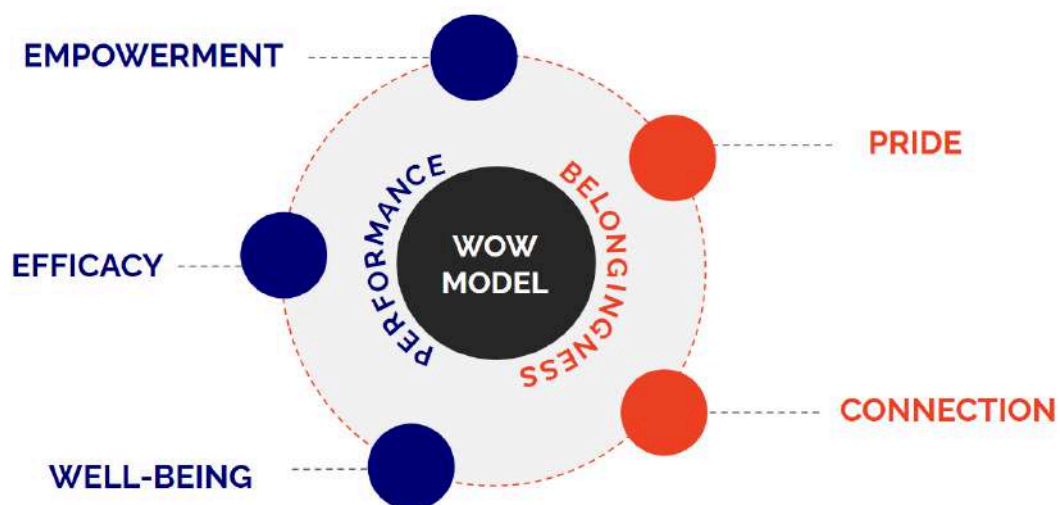 EMPOWERMENT
PRIDE
PERFORMANCE
BELONGINGNESS
WOW
MODEL
EFFICACY
CONNECTION
WELL-BEING